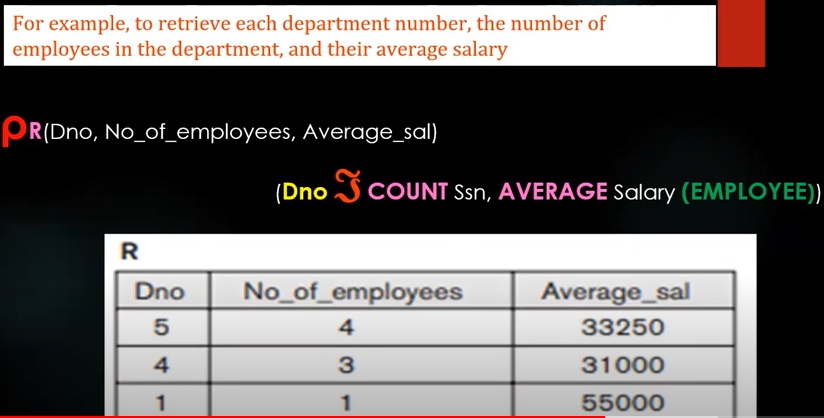 For example, to retrieve each department number, the number of
employees in the department, and their average salary
ρR(Dno, No_of_employees, Average_sal)
(Dno ℑ COUNT Ssn, AVERAGE Salary (EMPLOYEE))
R
Dno No_of_employees Average_sal
5 4 33250
4 3 31000
1 1 55000